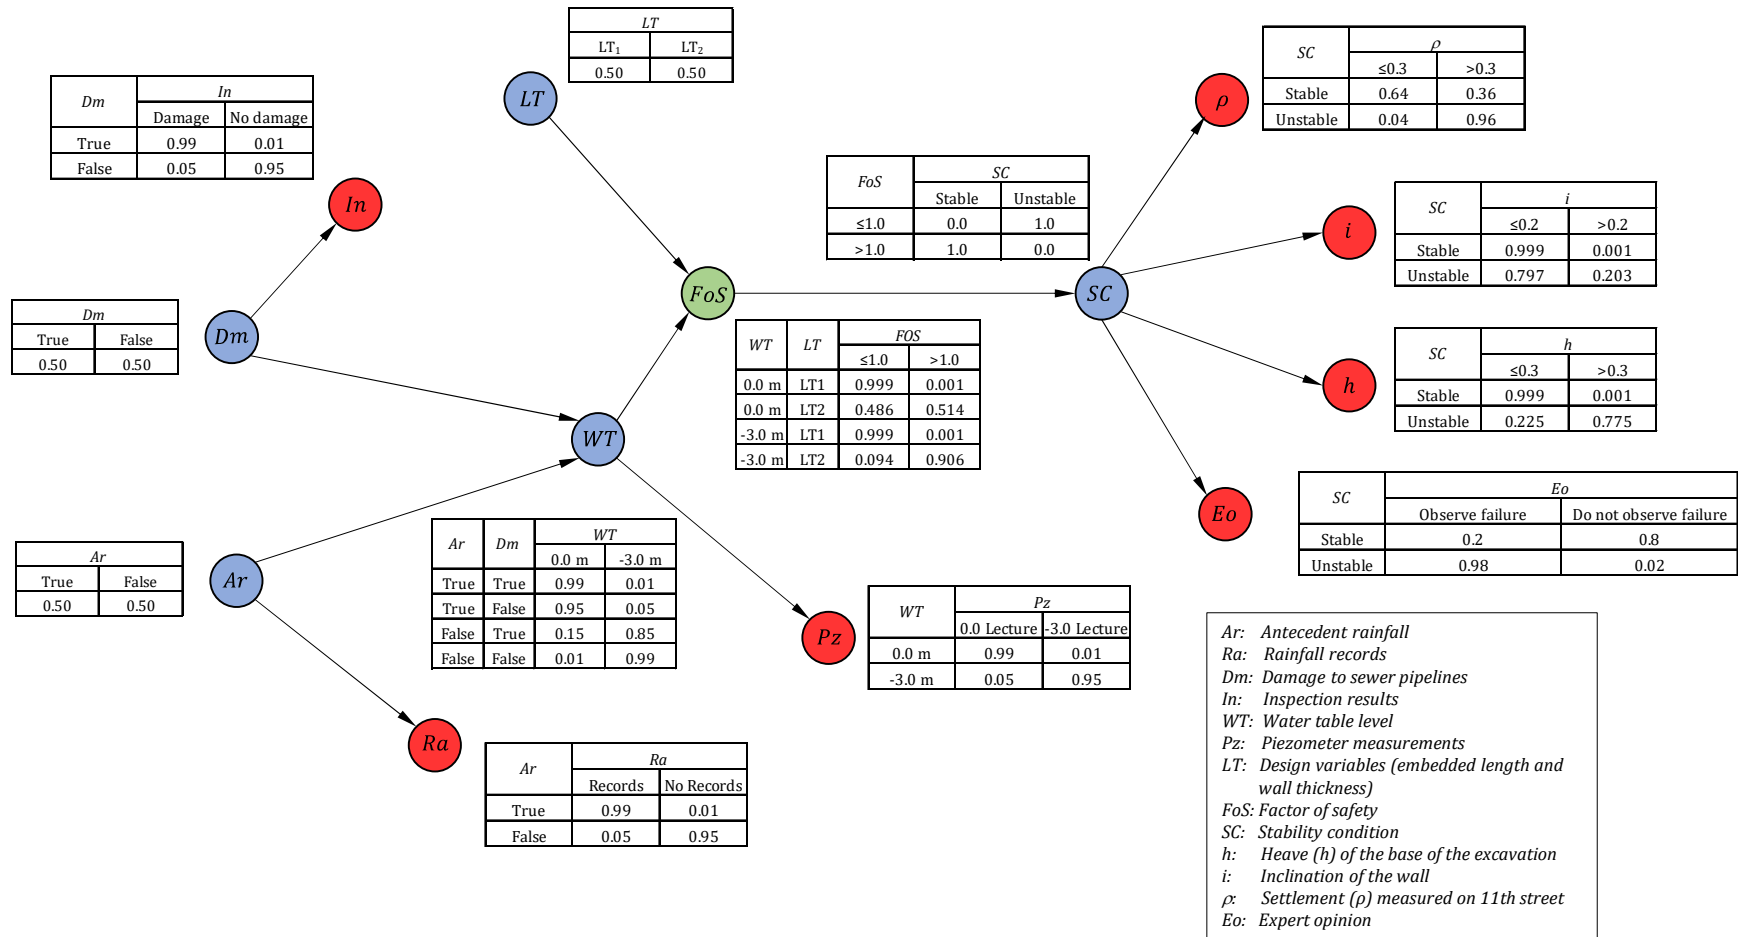 LT
LT₁ LT₂
0.50 0.50
LT
Dm In
Damage No damage
True 0.99 0.01
False 0.05 0.95
In
SC ρ
≤0.3 >0.3
Stable 0.64 0.36
Unstable 0.04 0.96
ρ
FoS SC
Stable Unstable
≤1.0 0.0 1.0
>1.0 1.0 0.0
SC i
≤0.2 >0.2
Stable 0.999 0.001
Unstable 0.797 0.203
i
Dm
True False
0.50 0.50
Dm
FoS
SC
WT LT FOS
≤1.0 >1.0
0.0 m LT1 0.999 0.001
0.0 m LT2 0.486 0.514
-3.0 m LT1 0.999 0.001
-3.0 m LT2 0.094 0.906
SC h
≤0.3 >0.3
Stable 0.999 0.001
Unstable 0.225 0.775
h
WT
SC Eo
Observe failure Do not observe failure
Stable 0.2 0.8
Unstable 0.98 0.02
Eo
Ar
True False
0.50 0.50
Ar
Ar Dm WT
0.0 m -3.0 m
True True 0.99 0.01
True False 0.95 0.05
False True 0.15 0.85
False False 0.01 0.99
Pz
WT Pz
0.0 Lecture -3.0 Lecture
0.0 m 0.99 0.01
-3.0 m 0.05 0.95
Ra
Ar Ra
Records No Records
True 0.99 0.01
False 0.05 0.95
Ar: Antecedent rainfall
Ra: Rainfall records
Dm: Damage to sewer pipelines
In: Inspection results
WT: Water table level
Pz: Piezometer measurements
LT: Design variables (embedded length and
wall thickness)
FoS: Factor of safety
SC: Stability condition
h: Heave (h) of the base of the excavation
i: Inclination of the wall
ρ: Settlement (ρ) measured on 11th street
Eo: Expert opinion